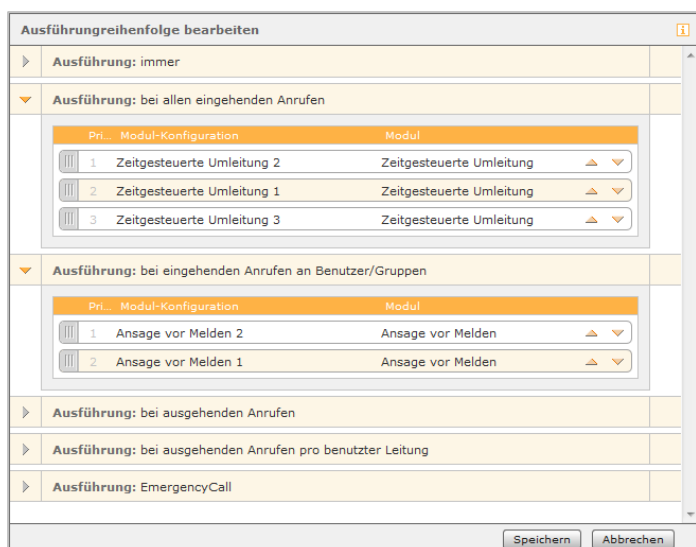 Ausführungreihenfolge bearbeiten
Ausführung: immer
Ausführung: bei allen eingehenden Anrufen
Pri... Modul-Konfiguration Modul
1 Zeitgesteuerte Umleitung 2 Zeitgesteuerte Umleitung
2 Zeitgesteuerte Umleitung 1 Zeitgesteuerte Umleitung
3 Zeitgesteuerte Umleitung 3 Zeitgesteuerte Umleitung
Ausführung: bei eingehenden Anrufen an Benutzer/Gruppen
Pri... Modul-Konfiguration Modul
1 Ansage vor Melden 2 Ansage vor Melden
2 Ansage vor Melden 1 Ansage vor Melden
Ausführung: bei ausgehenden Anrufen
Ausführung: bei ausgehenden Anrufen pro benutzter Leitung
Ausführung: EmergencyCall
Speichern Abbrechen